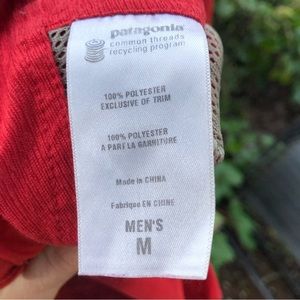 patagonia
common threads
recycling program
100% POLYESTER
EXCLUSIVE OF TRIM
100% POLYESTER
A PART LA GARNITURE
Made in CHINA
Fabriqué EN CHINE
MEN'S
M